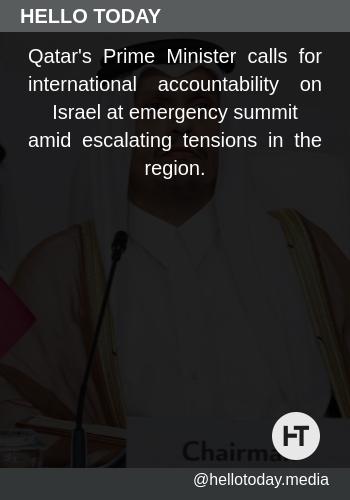 HELLO TODAY
Qatar's Prime Minister calls for
international accountability on
Israel at emergency summit
amid escalating tensions in the
region.
HT
@hellotoday.media